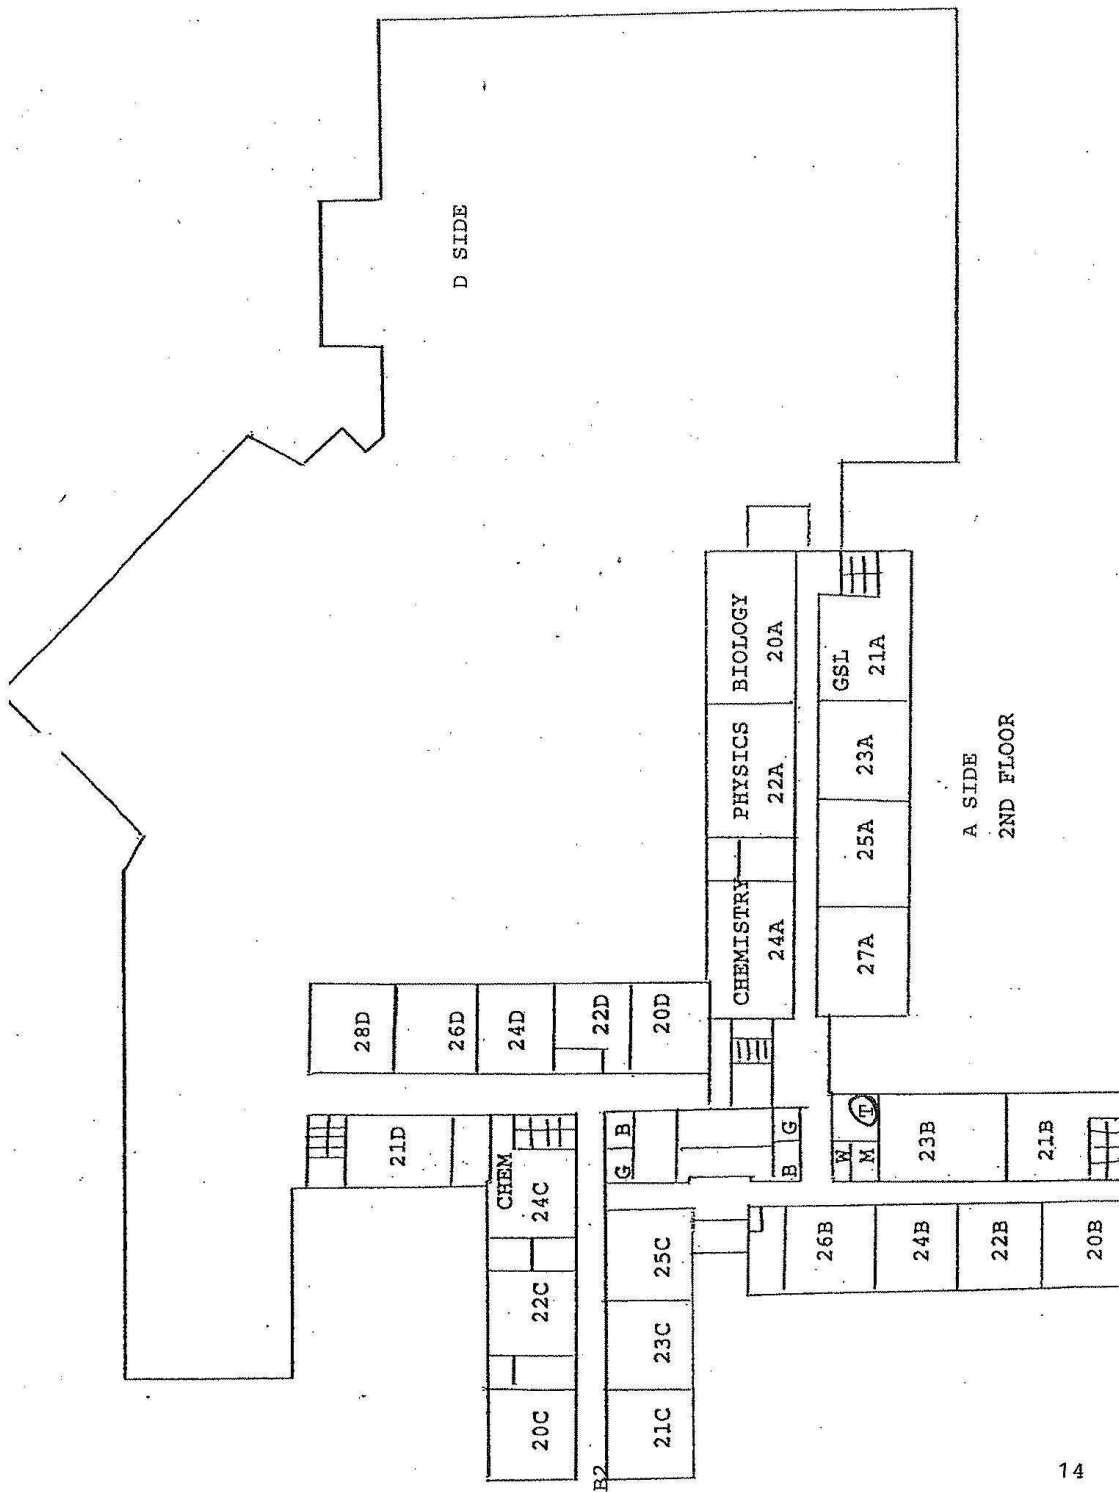 D SIDE
BIOLOGY
20A
PHYSICS
22A
CHEMISTRY
24A
GSL
21A
23A
25A
27A
A SIDE
2ND FLOOR
28D
26D
24D
22D
20D
21D
CHEM
24C
22C
20C
G B
B G
25C
23C
21C
B2
W
M
T
23B
21B
26B
24B
22B
20B
14